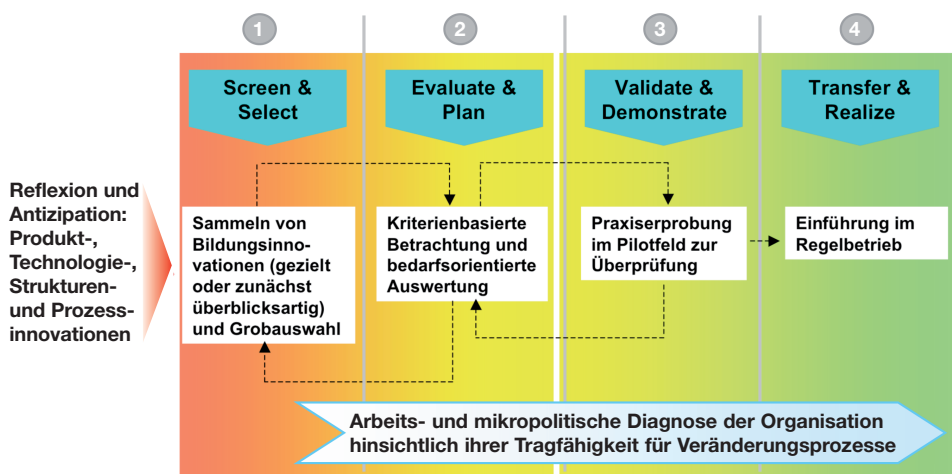 1
2
3
4
Screen &
Select
Evaluate &
Plan
Validate &
Demonstrate
Transfer &
Realize
Reflexion und
Antizipation:
Produkt-,
Technologie-,
Strukturen-
und Prozess-
innovationen
Sammeln von
Bildungsinno-
vationen (gezielt
oder zunächst
überblicksartig)
und Grobauswahl
Kriterienbasierte
Betrachtung und
bedarfsorientierte
Auswertung
Praxiserprobung
im Pilotfeld zur
Überprüfung
Einführung im
Regelbetrieb
Arbeits- und mikropolitische Diagnose der Organisation
hinsichtlich ihrer Tragfähigkeit für Veränderungsprozesse